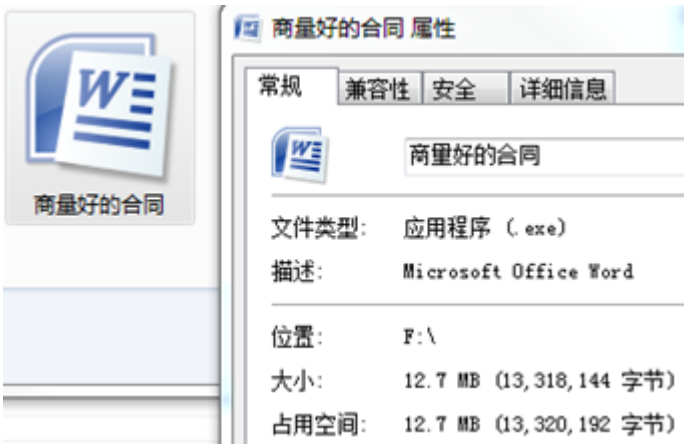 商量好的合同 属性
常规 兼容性 安全 详细信息
商量好的合同
商量好的合同
文件类型: 应用程序 (.exe)
描述: Microsoft Office Word
位置: F:\
大小: 12.7 MB (13,318,144 字节)
占用空间: 12.7 MB (13,320,192 字节)